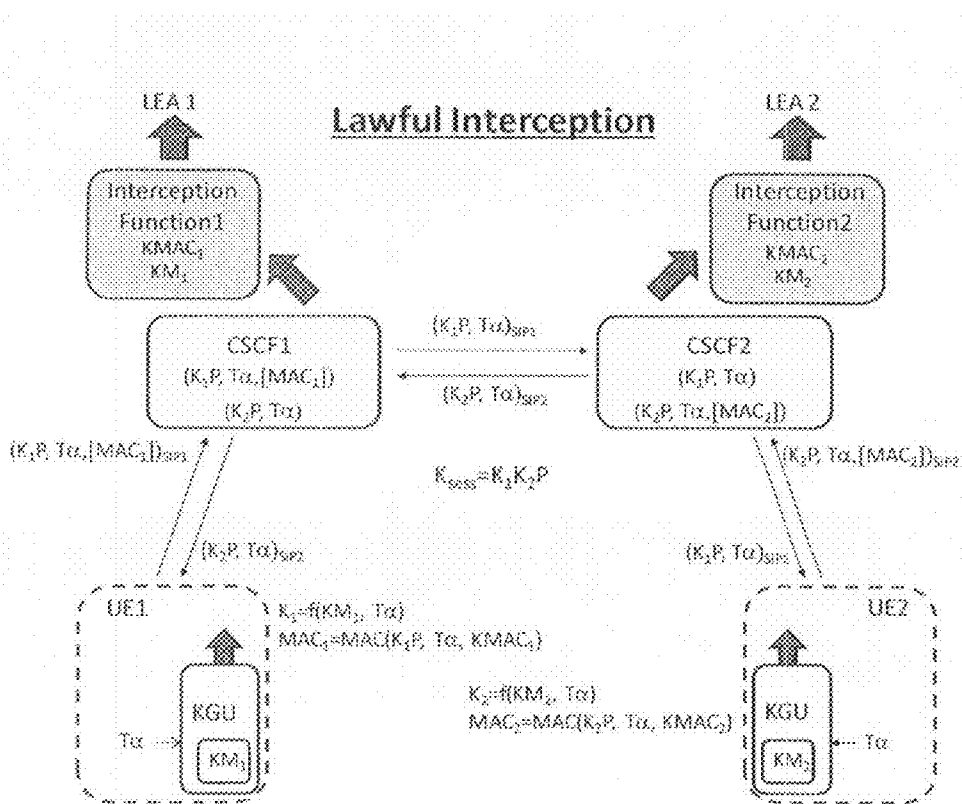 LEA 1
Lawful Interception
LEA 2
Interception
Function1
KMAC₁
KM₁
Interception
Function2
KMAC₂
KM₂
CSCF1
(K₁P, Tα,[MAC₁])
(K₂P, Tα)
(K₁P, Tα)SIP1
(K₂P, Tα)SIP2
CSCF2
(K₁P, Tα)
(K₂P, Tα,[MAC₂])
(K₁P, Tα,[MAC₁])SIP1
Ksess=K₁K₂P
(K₂P, Tα,[MAC₂])SIP2
(K₂P, Tα)SIP2
(K₁P, Tα)SIP1
UE1
K₁=f(KM₁, Tα)
MAC₁=MAC(K₁P, Tα, KMAC₁)
UE2
K₂=f(KM₂, Tα)
MAC₂=MAC(K₂P, Tα, KMAC₂)
KGU
Tα
KM₁
KGU
Tα
KM₂